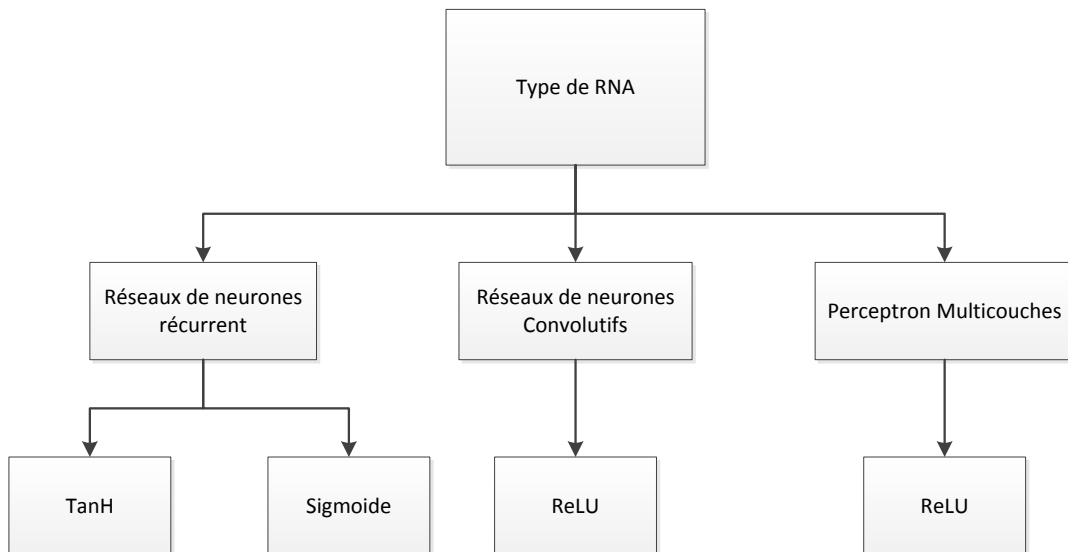 Type de RNA
Réseaux de neurones
récurrent
Réseaux de neurones
Convolutifs
Perceptron Multicouches
TanH
Sigmoide
ReLU
ReLU